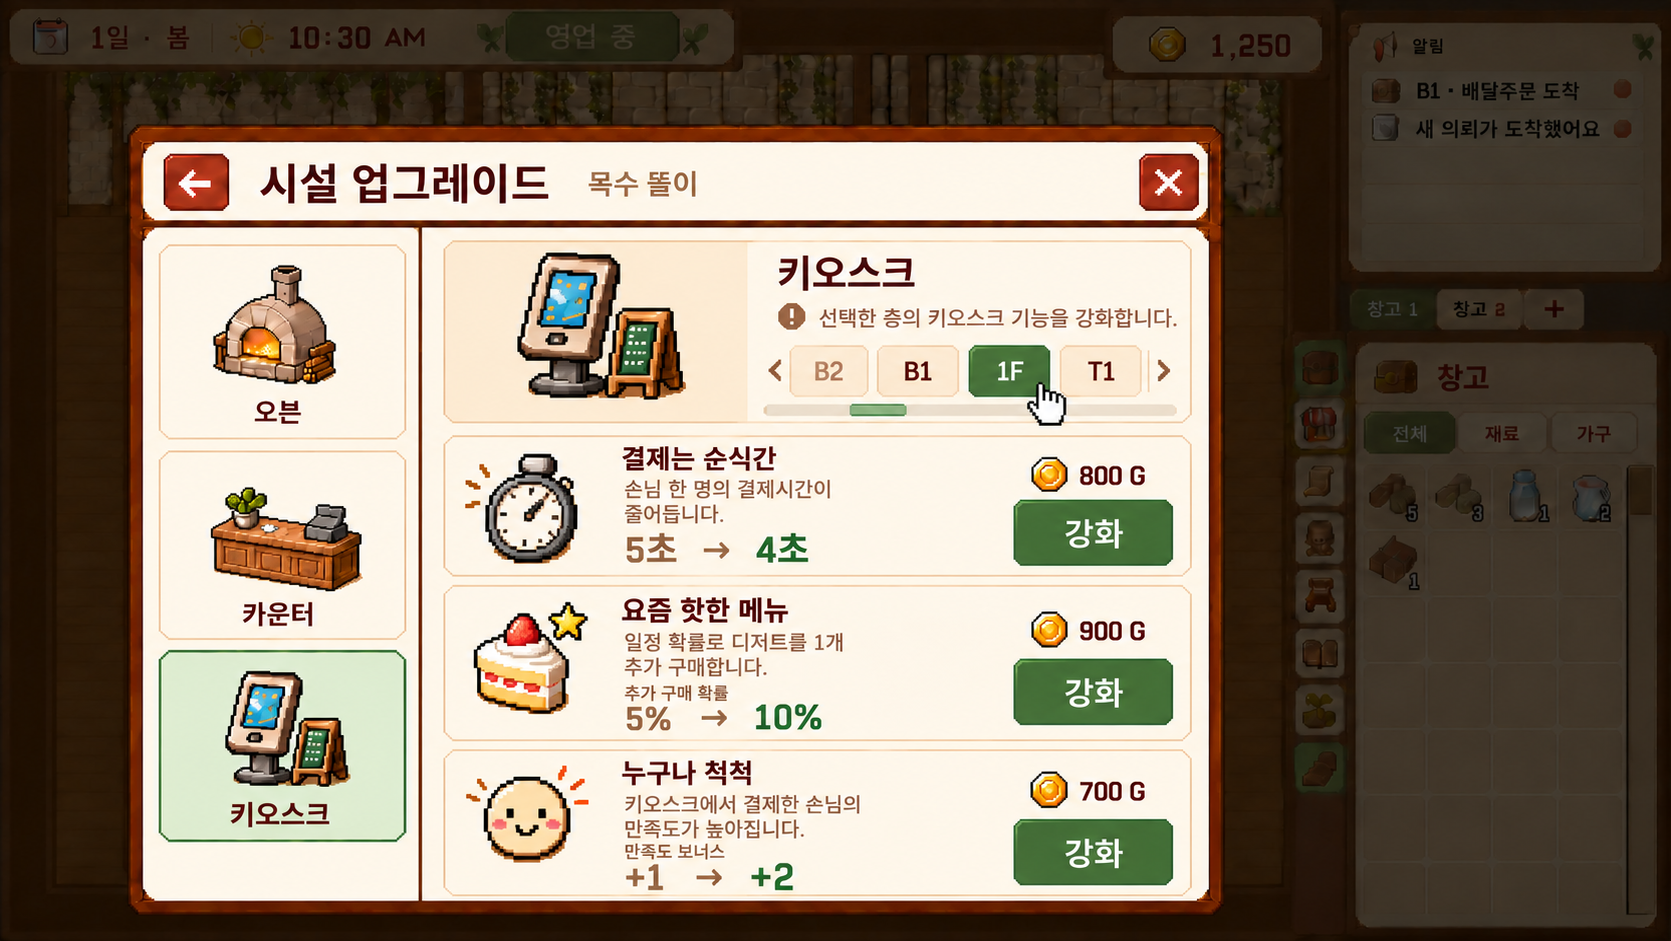 1일 · 봄
10:30 AM
영업 중
1,250
알림
B1 · 배달주문 도착
새 의뢰가 도착했어요
시설 업그레이드
목수 똘이
오븐
카운터
키오스크
키오스크
선택한 층의 키오스크 기능을 강화합니다.
B2
B1
1F
T1
결제는 순식간
손님 한 명의 결제시간이
줄어듭니다.
5초 → 4초
800 G
강화
요즘 핫한 메뉴
일정 확률로 디저트를 1개
추가 구매합니다.
추가 구매 확률
5% → 10%
900 G
강화
누구나 척척
키오스크에서 결제한 손님의
만족도가 높아집니다.
만족도 보너스
+1 → +2
700 G
강화
창고 1
창고 2
+
창고
전체
재료
가구
5
3
1
2
1